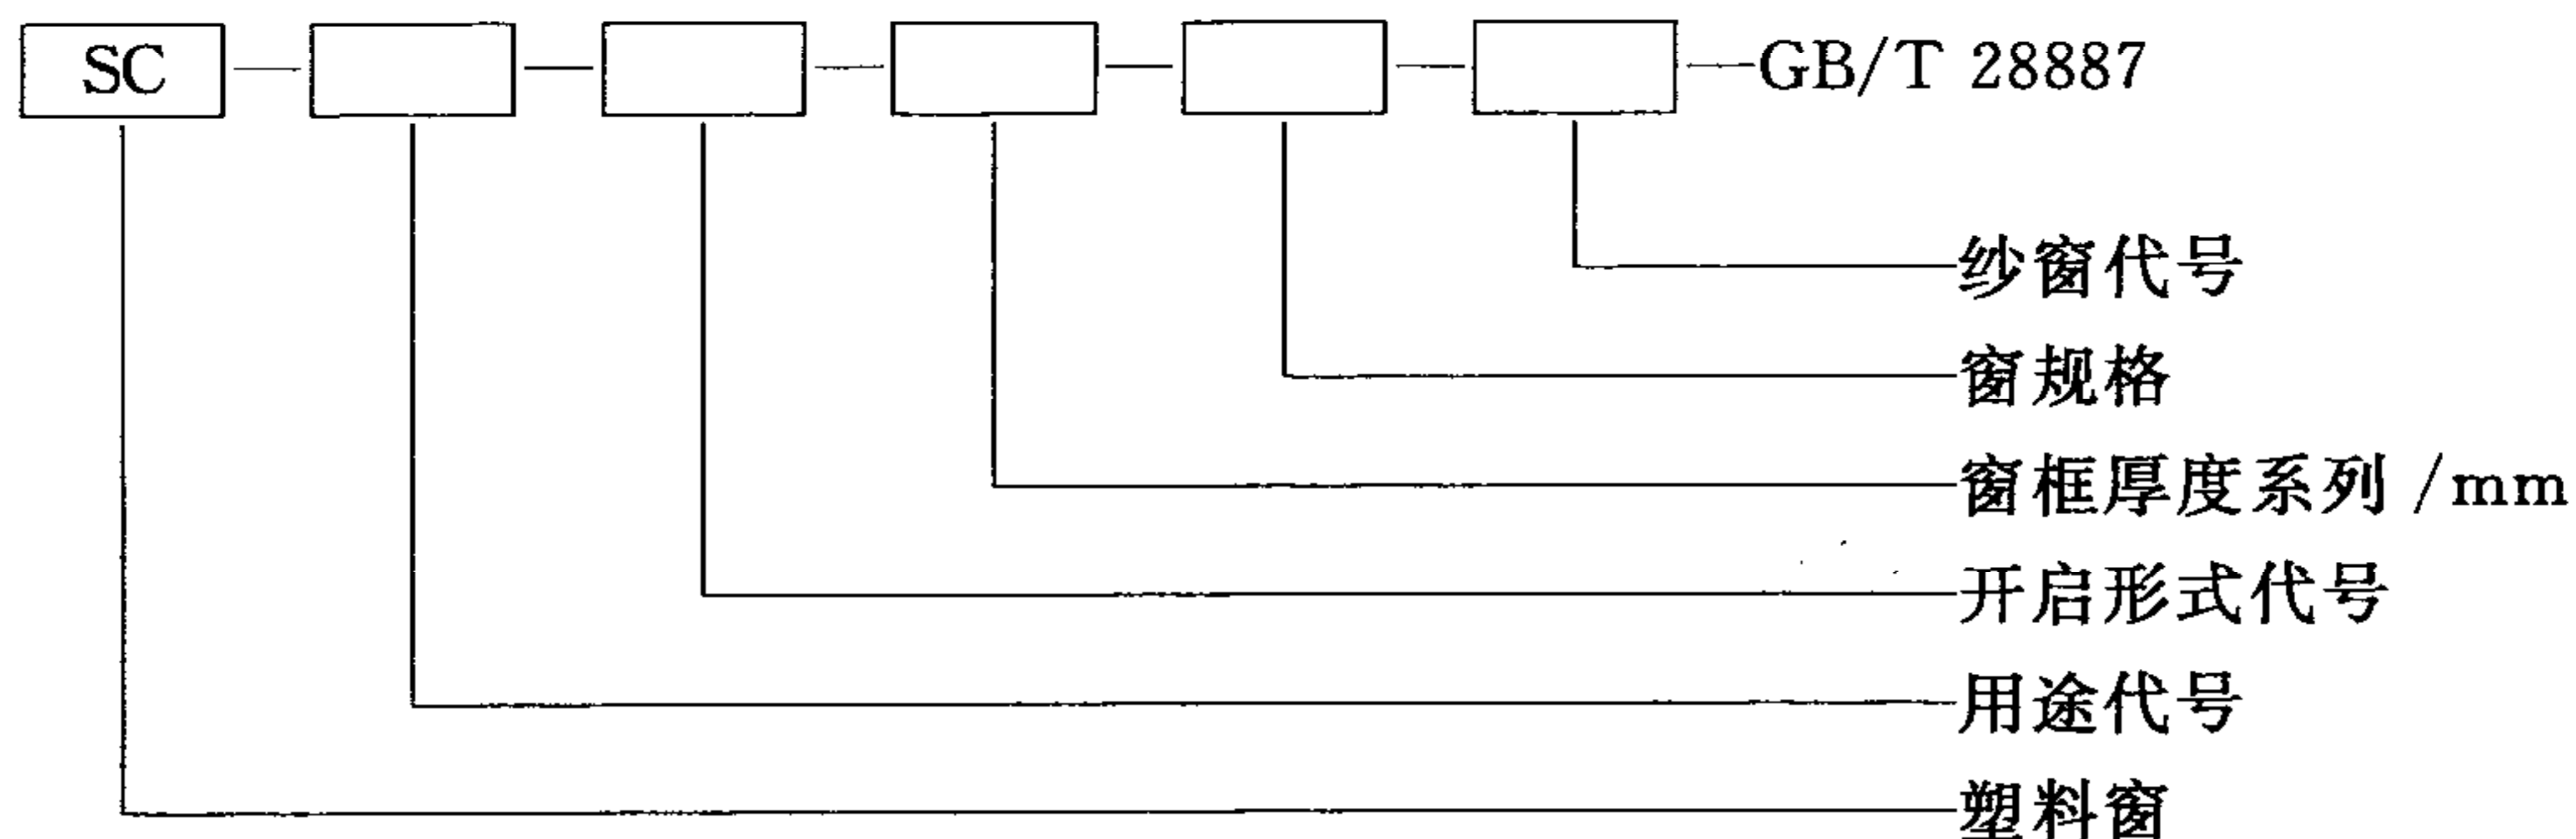 SC — — — — — —GB/T 28887
纱窗代号
窗规格
窗框厚度系列 /mm
开启形式代号
用途代号
塑料窗